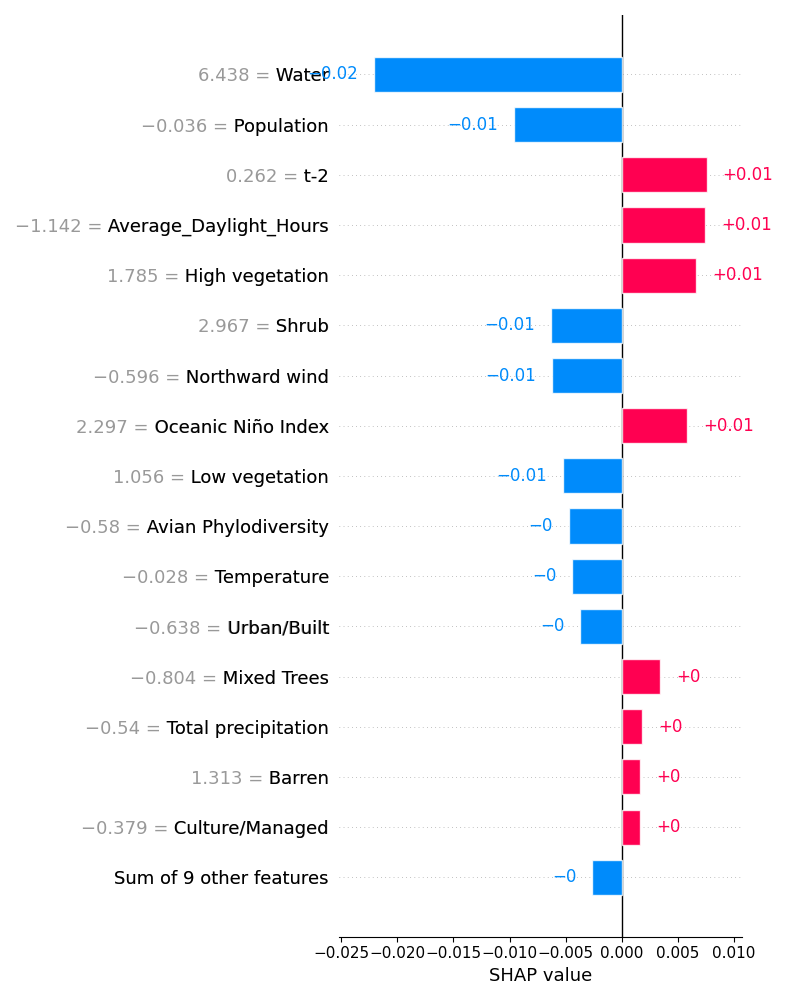 6.438 = Water −0.02
−0.036 = Population −0.01
0.262 = t-2 +0.01
−1.142 = Average_Daylight_Hours +0.01
1.785 = High vegetation +0.01
2.967 = Shrub −0.01
−0.596 = Northward wind −0.01
2.297 = Oceanic Niño Index +0.01
1.056 = Low vegetation −0.01
−0.58 = Avian Phylodiversity −0
−0.028 = Temperature −0
−0.638 = Urban/Built −0
−0.804 = Mixed Trees +0
−0.54 = Total precipitation +0
1.313 = Barren +0
−0.379 = Culture/Managed +0
Sum of 9 other features −0
−0.025 −0.020 −0.015 −0.010 −0.005 0.000 0.005 0.010
SHAP value